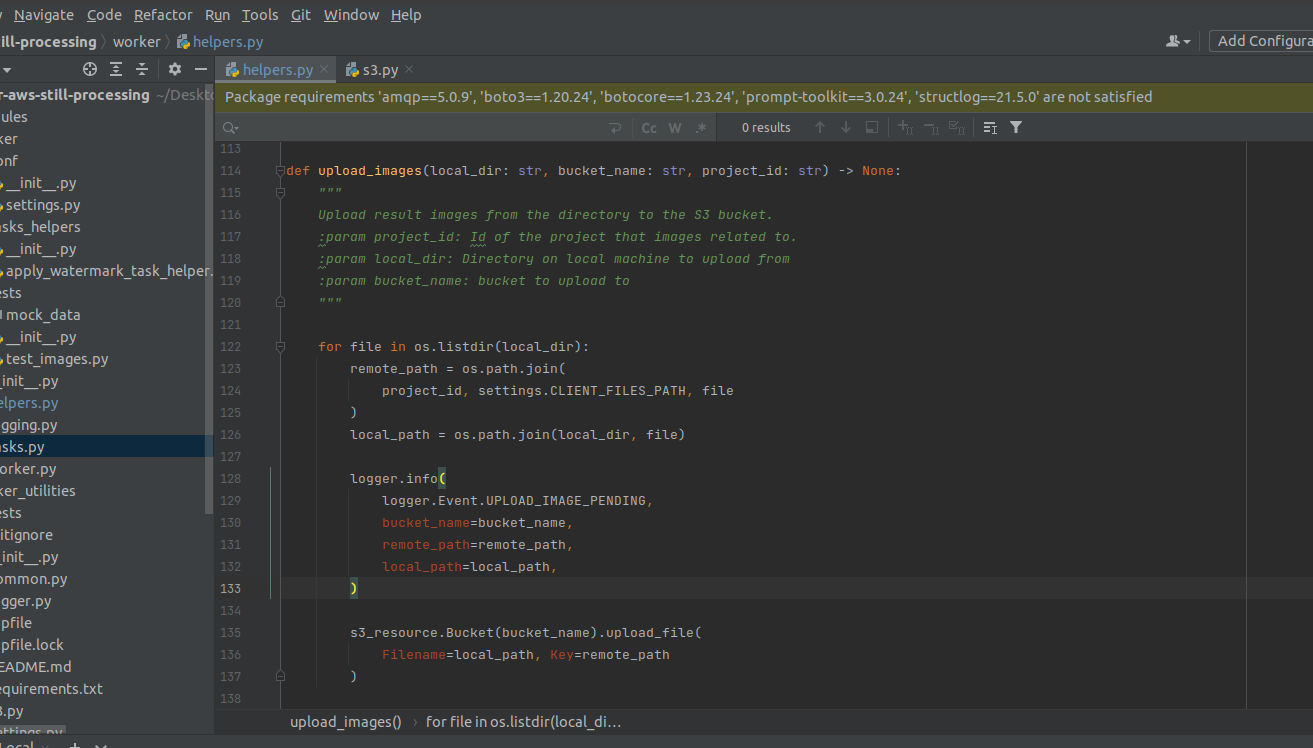 Navigate Code Refactor Run Tools Git Window Help
ill-processing 〉 worker 〉 helpers.py
Add Configura
helpers.py × s3.py ×
r-aws-still-processing ~/Deskto
Package requirements 'amqp==5.0.9', 'boto3==1.20.24', 'botocore==1.23.24', 'prompt-toolkit==3.0.24', 'structlog==21.5.0' are not satisfied
ules
Cc W .* 0 results
ker
onf
__init__.py
settings.py
asks_helpers
__init__.py
apply_watermark_task_helper.
ests
mock_data
__init__.py
test_images.py
_init__.py
elpers.py
gging.py
asks.py
orker.py
ker_utilities
ests
itignore
_init__.py
ommon.py
gger.py
pfile
pfile.lock
EADME.md
equirements.txt
3.py
ettings.py
113
114 def upload_images(local_dir: str, bucket_name: str, project_id: str) -> None:
115 """
116 Upload result images from the directory to the S3 bucket.
117 :param project_id: Id of the project that images related to.
118 :param local_dir: Directory on local machine to upload from
119 :param bucket_name: bucket to upload to
120 """
121
122 for file in os.listdir(local_dir):
123 remote_path = os.path.join(
124 project_id, settings.CLIENT_FILES_PATH, file
125 )
126 local_path = os.path.join(local_dir, file)
127
128 logger.info(
129 logger.Event.UPLOAD_IMAGE_PENDING,
130 bucket_name=bucket_name,
131 remote_path=remote_path,
132 local_path=local_path,
133 )
134
135 s3_resource.Bucket(bucket_name).upload_file(
136 Filename=local_path, Key=remote_path
137 )
138
upload_images() › for file in os.listdir(local_di…
Local × +